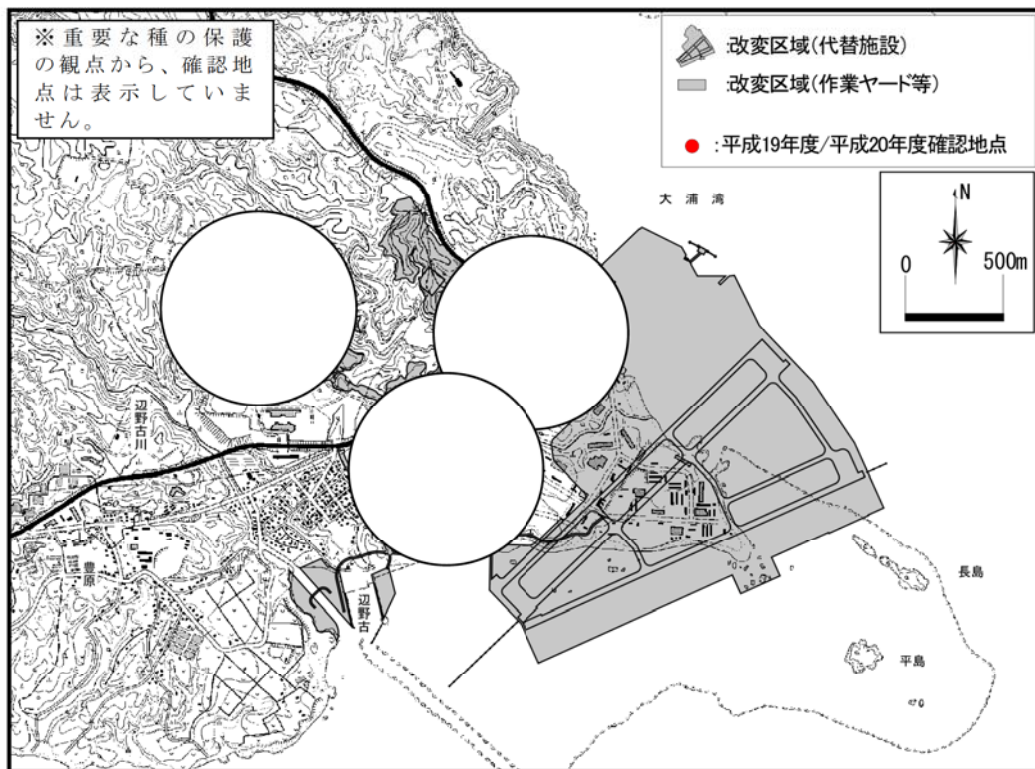 ※重要な種の保護
の観点から、確認地
点は表示していま
せん。
:改変区域(代替施設)
:改変区域(作業ヤード等)
:平成19年度/平成20年度確認地点
大浦湾
N
0 500m
辺野古川
豊原
辺野古
長島
平島